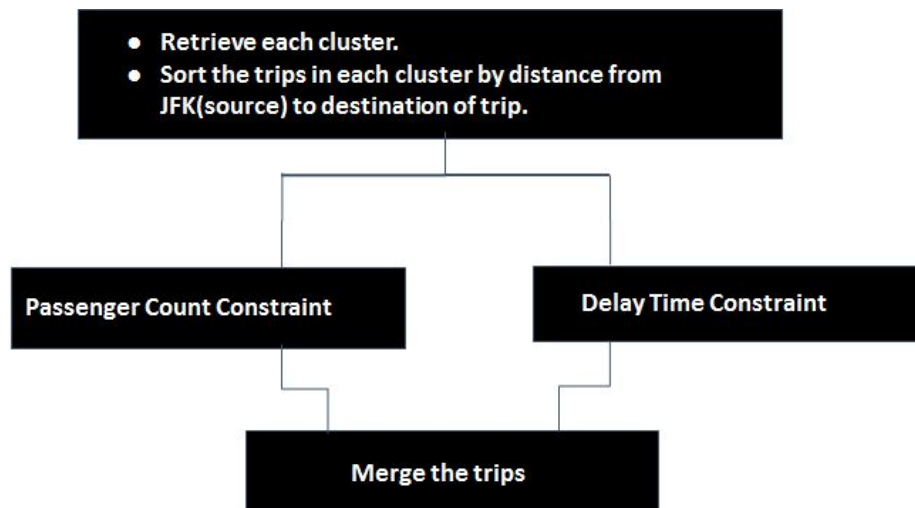 ● Retrieve each cluster.
● Sort the trips in each cluster by distance from
JFK(source) to destination of trip.
Passenger Count Constraint
Delay Time Constraint
Merge the trips